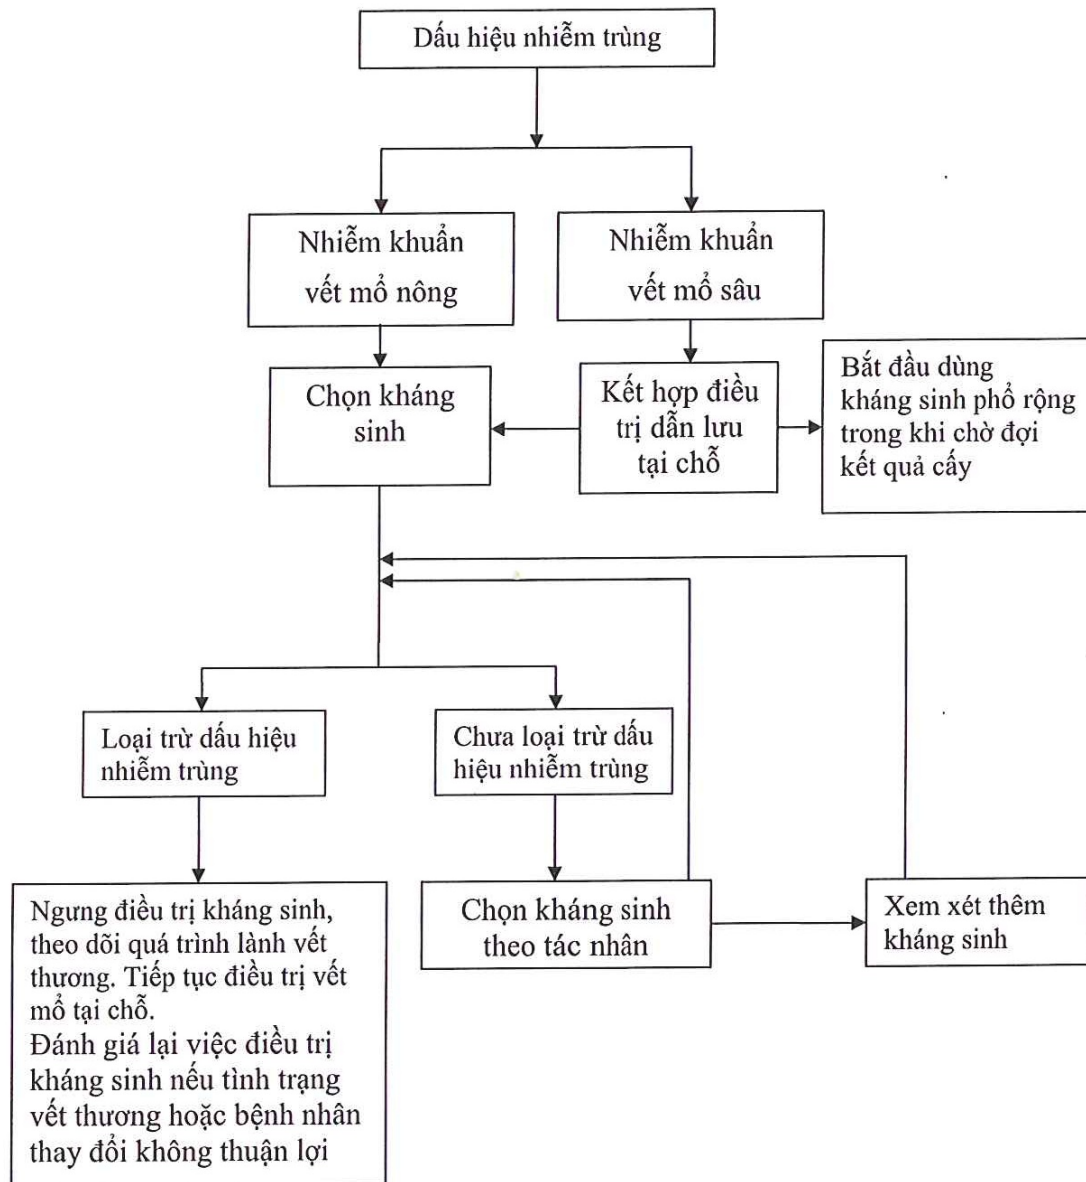 Dấu hiệu nhiễm trùng
Nhiễm khuẩn
vết mổ nông
Nhiễm khuẩn
vết mổ sâu
Chọn kháng
sinh
Kết hợp điều
trị dẫn lưu
tại chỗ
Bắt đầu dùng
kháng sinh phổ rộng
trong khi chờ đợi
kết quả cấy
Loại trừ dấu hiệu
nhiễm trùng
Chưa loại trừ dấu
hiệu nhiễm trùng
Ngưng điều trị kháng sinh,
theo dõi quá trình lành vết
thương. Tiếp tục điều trị vết
mổ tại chỗ.
Đánh giá lại việc điều trị
kháng sinh nếu tình trạng
vết thương hoặc bệnh nhân
thay đổi không thuận lợi
Chọn kháng sinh
theo tác nhân
Xem xét thêm
kháng sinh